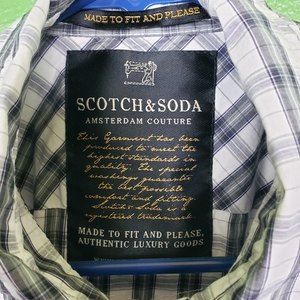 MADE TO FIT AND PLEASE
SCOTCH & SODA
AMSTERDAM COUTURE
This Garment has been
produced to meet the
highest standards in
quality. The special
washings guarantee
the best possible
comfort and fitting.
Scotch & Soda is a
registered trademark.
MADE TO FIT AND PLEASE,
AUTHENTIC LUXURY GOODS